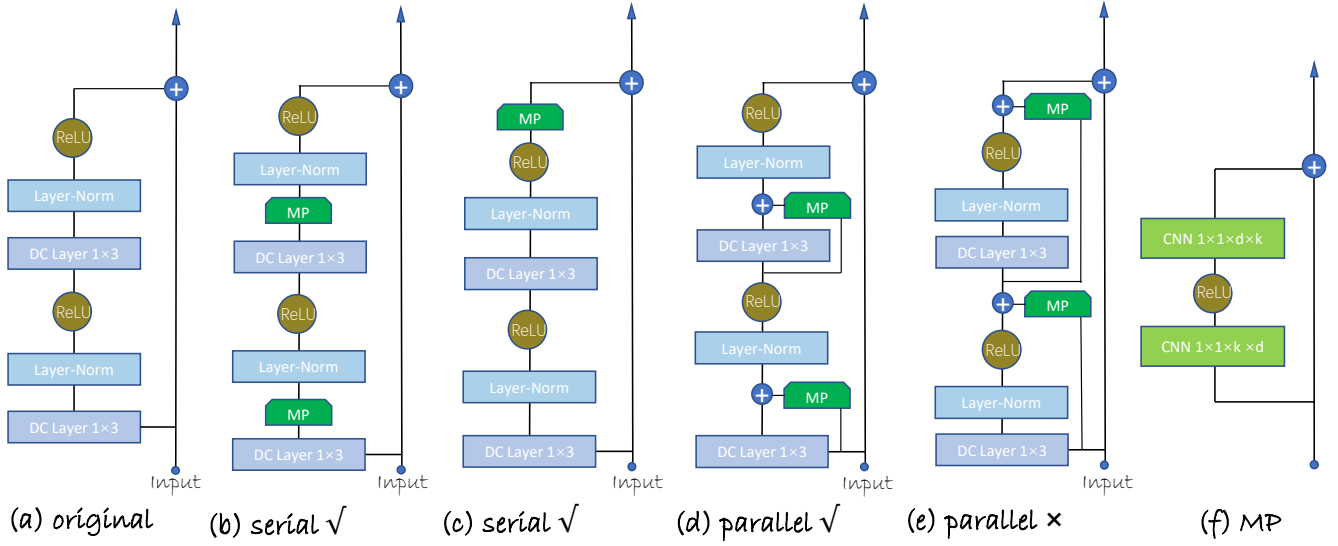 ReLU
Layer-Norm
DC Layer 1×3
ReLU
Layer-Norm
DC Layer 1×3
Input
(a) original
ReLU
Layer-Norm
MP
DC Layer 1×3
ReLU
Layer-Norm
MP
DC Layer 1×3
Input
(b) serial √
MP
ReLU
Layer-Norm
DC Layer 1×3
ReLU
Layer-Norm
DC Layer 1×3
Input
(c) serial √
ReLU
Layer-Norm
MP
DC Layer 1×3
ReLU
Layer-Norm
MP
DC Layer 1×3
Input
(d) parallel √
MP
ReLU
Layer-Norm
DC Layer 1×3
MP
ReLU
Layer-Norm
DC Layer 1×3
Input
(e) parallel ×
CNN 1×1×d×k
ReLU
CNN 1×1×k ×d
(f) MP